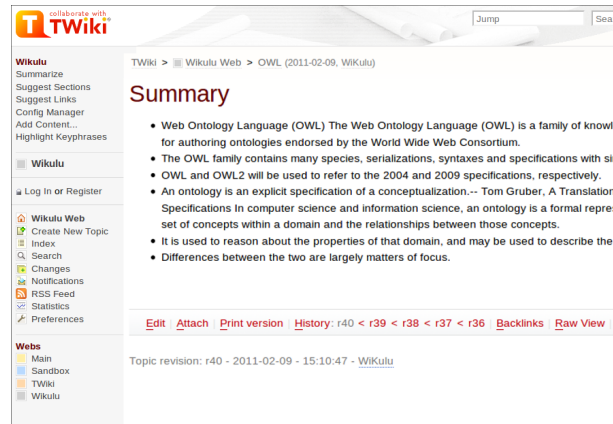 collaborate with
TWiki
Jump
Sea
Wikulu
Summarize
Suggest Sections
Suggest Links
Config Manager
Add Content...
Highlight Keyphrases
Wikulu
Log In or Register
Wikulu Web
Create New Topic
Index
Search
Changes
Notifications
RSS Feed
Statistics
Preferences
Webs
Main
Sandbox
TWiki
Wikulu
TWiki > Wikulu Web > OWL (2011-02-09, WiKulu)
Summary
• Web Ontology Language (OWL) The Web Ontology Language (OWL) is a family of knowl
for authoring ontologies endorsed by the World Wide Web Consortium.
• The OWL family contains many species, serializations, syntaxes and specifications with si
• OWL and OWL2 will be used to refer to the 2004 and 2009 specifications, respectively.
• An ontology is an explicit specification of a conceptualization.-- Tom Gruber, A Translation
Specifications In computer science and information science, an ontology is a formal repres
set of concepts within a domain and the relationships between those concepts.
• It is used to reason about the properties of that domain, and may be used to describe the
• Differences between the two are largely matters of focus.
Edit | Attach | Print version | History: r40 < r39 < r38 < r37 < r36 | Backlinks | Raw View |
Topic revision: r40 - 2011-02-09 - 15:10:47 - WiKulu